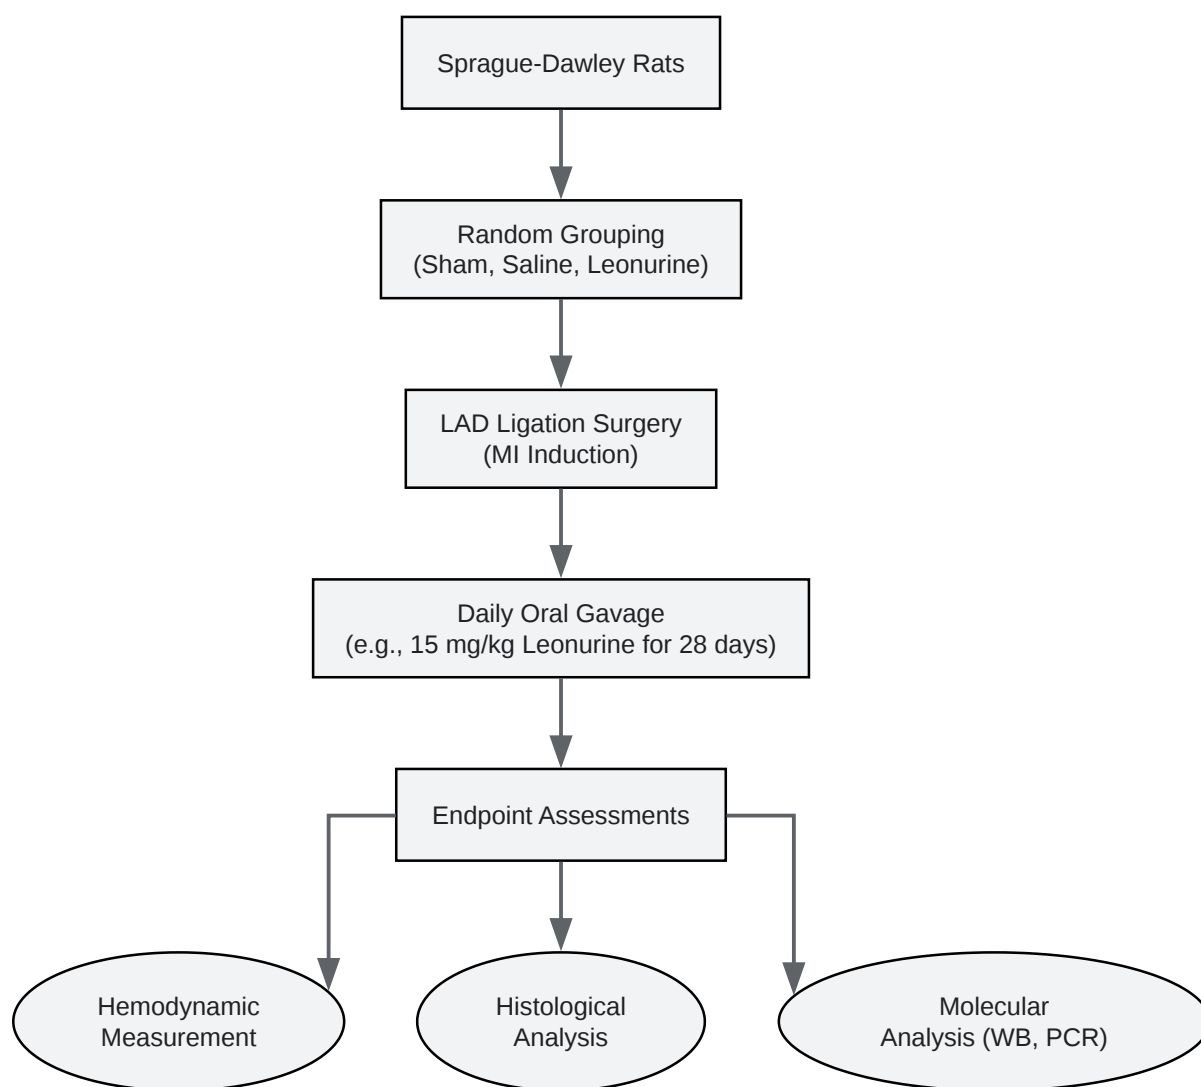 Sprague-Dawley Rats
Random Grouping
(Sham, Saline, Leonurine)
LAD Ligation Surgery
(MI Induction)
Daily Oral Gavage
(e.g., 15 mg/kg Leonurine for 28 days)
Endpoint Assessments
Hemodynamic
Measurement
Histological
Analysis
Molecular
Analysis (WB, PCR)